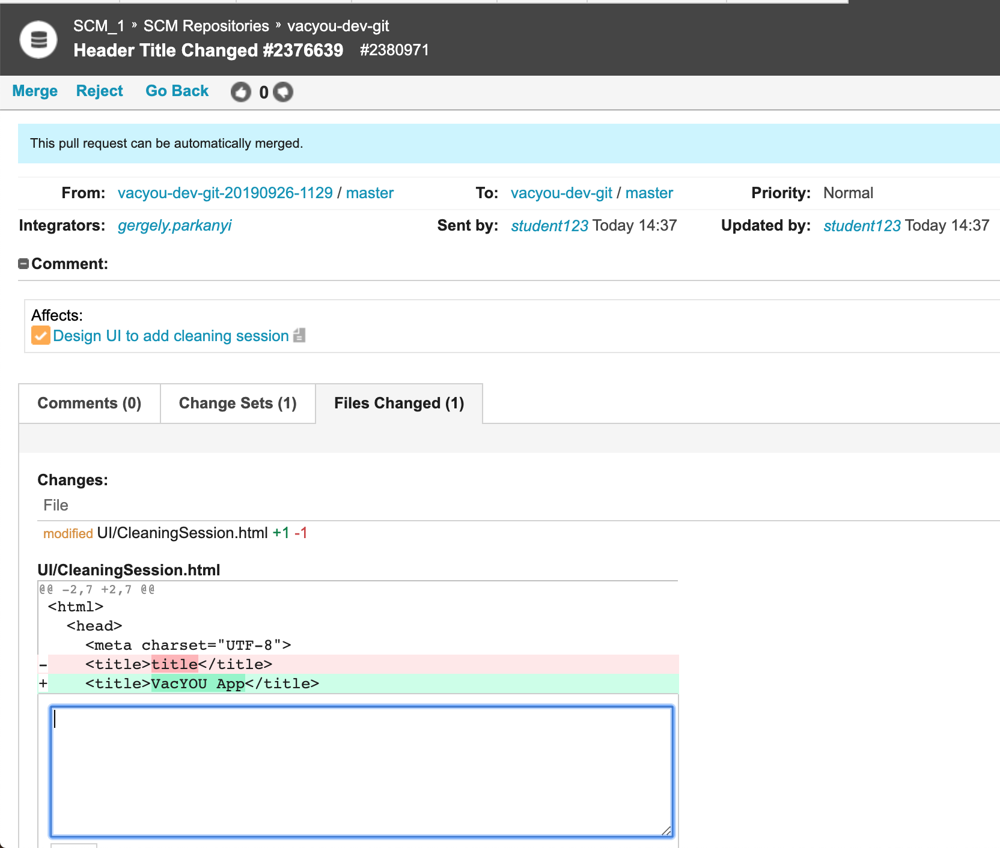 SCM_1 » SCM Repositories » vacyou-dev-git
Header Title Changed #2376639 #2380971
Merge Reject Go Back 0
This pull request can be automatically merged.
From: vacyou-dev-git-20190926-1129 / master To: vacyou-dev-git / master Priority: Normal
Integrators: gergely.parkanyi Sent by: student123 Today 14:37 Updated by: student123 Today 14:37
Comment:
Affects:
Design UI to add cleaning session
Comments (0) Change Sets (1) Files Changed (1)
Changes:
File
modified UI/CleaningSession.html +1 -1
UI/CleaningSession.html
@@ -2,7 +2,7 @@
<html>
<head>
<meta charset="UTF-8">
- <title>title</title>
+ <title>VacYOU App</title>